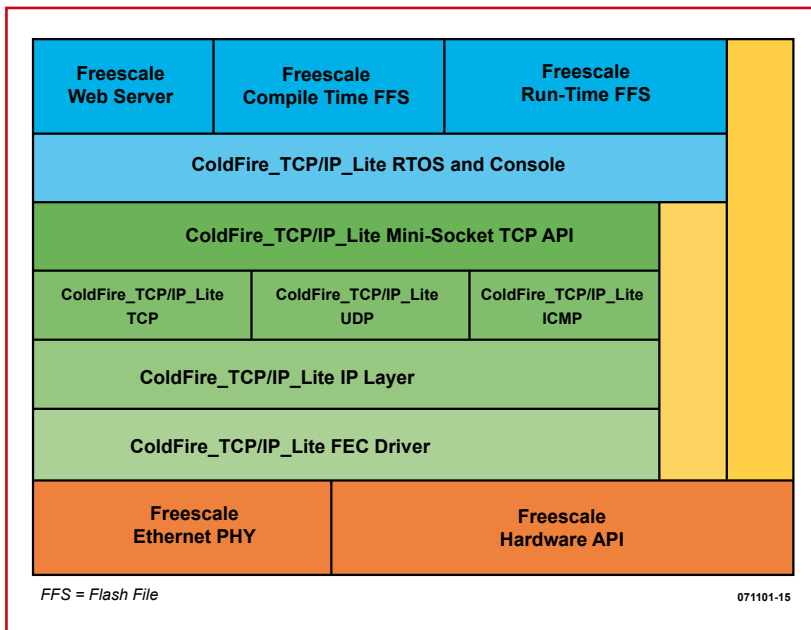 Freescale
Web Server
Freescale
Compile Time FFS
Freescale
Run-Time FFS
ColdFire_TCP/IP_Lite RTOS and Console
ColdFire_TCP/IP_Lite Mini-Socket TCP API
ColdFire_TCP/IP_Lite
TCP
ColdFire_TCP/IP_Lite
UDP
ColdFire_TCP/IP_Lite
ICMP
ColdFire_TCP/IP_Lite IP Layer
ColdFire_TCP/IP_Lite FEC Driver
Freescale
Ethernet PHY
Freescale
Hardware API
FFS = Flash File
071101-15